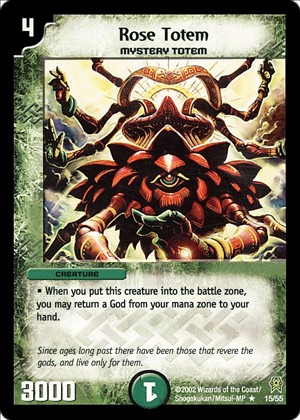 4
Rose Totem
MYSTERY TOTEM
CREATURE
▪ When you put this creature into the battle zone,
you may return a God from your mana zone to your
hand.
Since ages long past there have been those that revere the
gods, and live only for them.
3000
1
©2002 Wizards of the Coast/
Shogakukan/Mitsui-MP ★ 15/55